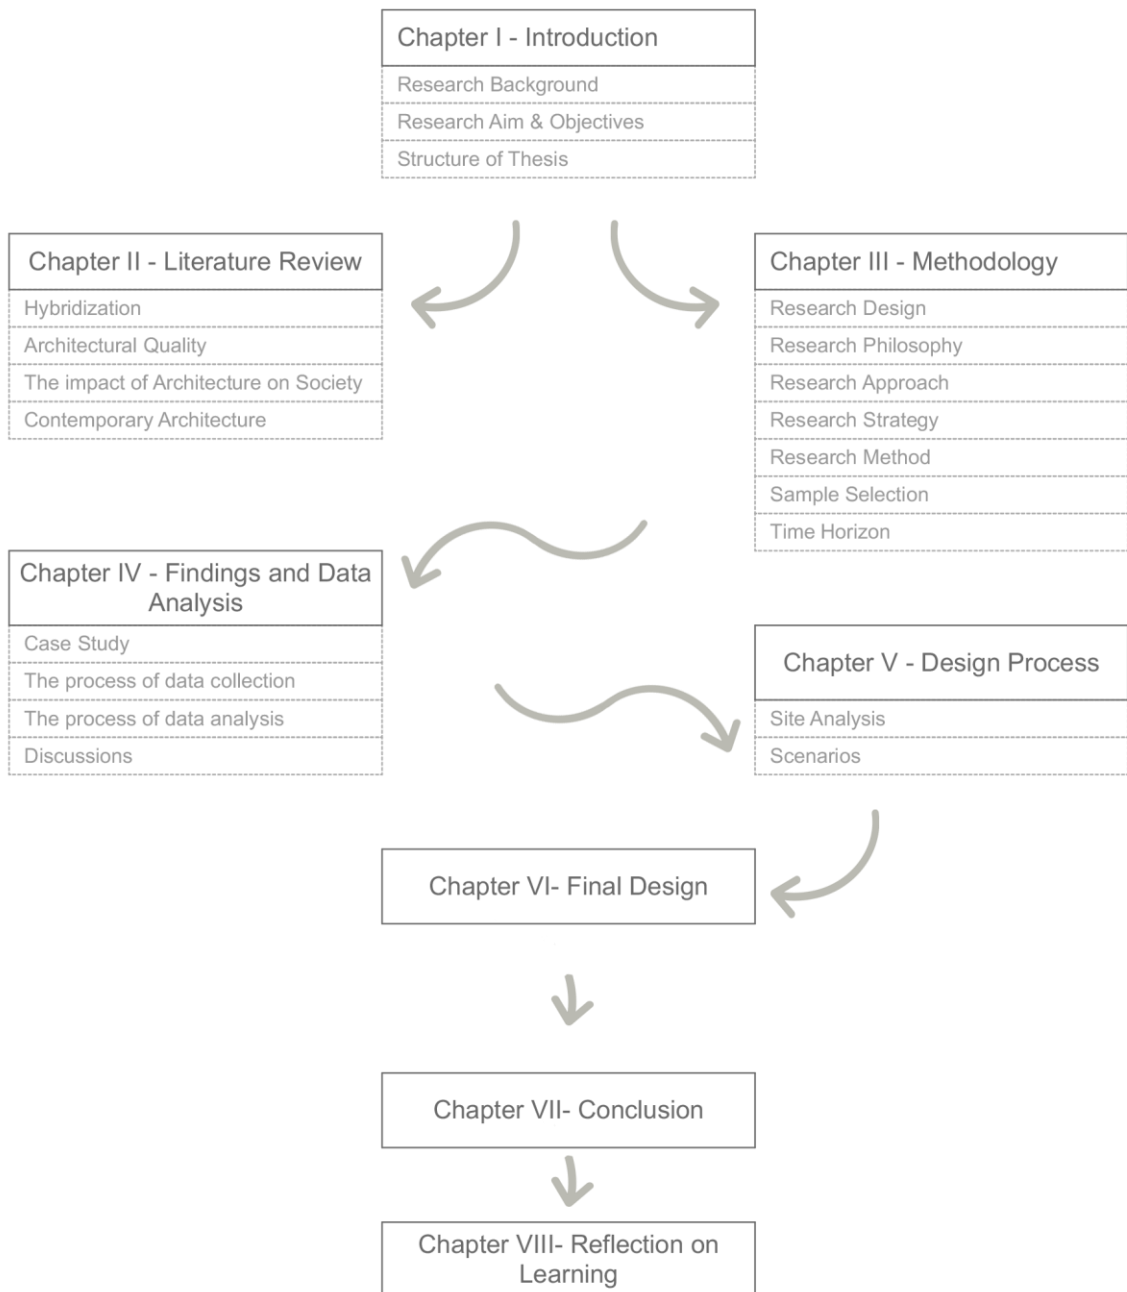 Chapter I - Introduction
Research Background
Research Aim & Objectives
Structure of Thesis
Chapter II - Literature Review
Hybridization
Architectural Quality
The impact of Architecture on Society
Contemporary Architecture
Chapter III - Methodology
Research Design
Research Philosophy
Research Approach
Research Strategy
Research Method
Sample Selection
Time Horizon
Chapter IV - Findings and Data
Analysis
Case Study
The process of data collection
The process of data analysis
Discussions
Chapter V - Design Process
Site Analysis
Scenarios
Chapter VI- Final Design
Chapter VII- Conclusion
Chapter VIII- Reflection on
Learning